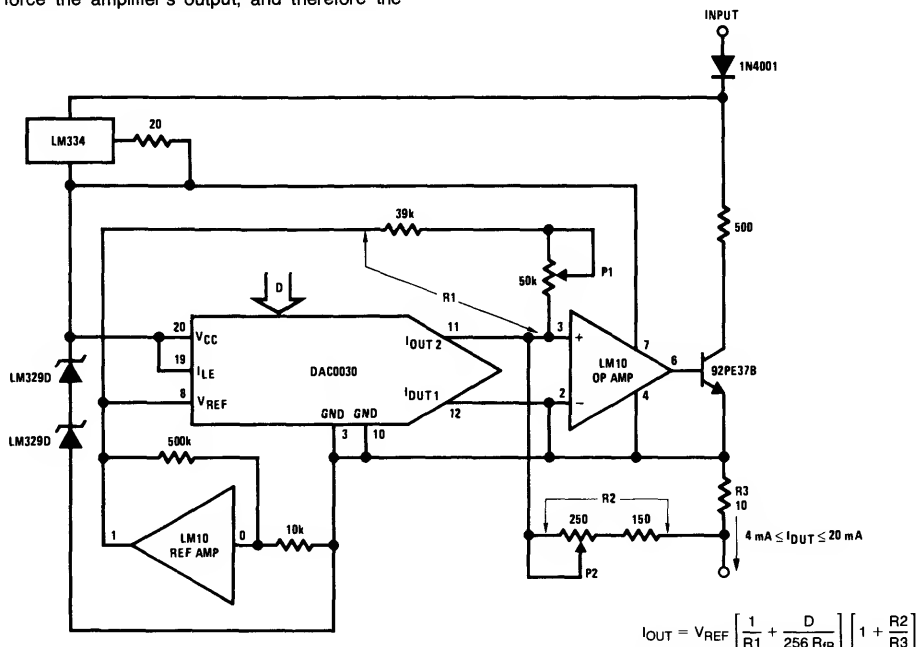 force the amplifier's output, and therefore the
INPUT
1N4001
LM334
20
39k
500
50k
P1
R1
D
20
VCC
19
ILE
8
VREF
DAC0030
IOUT 2
11
IDUT1
12
GND
GND
3
10
3
+
2
−
LM10
OP AMP
7
6
4
92PE37B
LM329D
LM329D
500k
1
LM10
REF AMP
0
10k
R2
250
150
P2
R3
10
4 mA ≤ IDUT ≤ 20 mA
IOUT = VREF [1/R1 + D/256 Rfb] [1 + R2/R3]